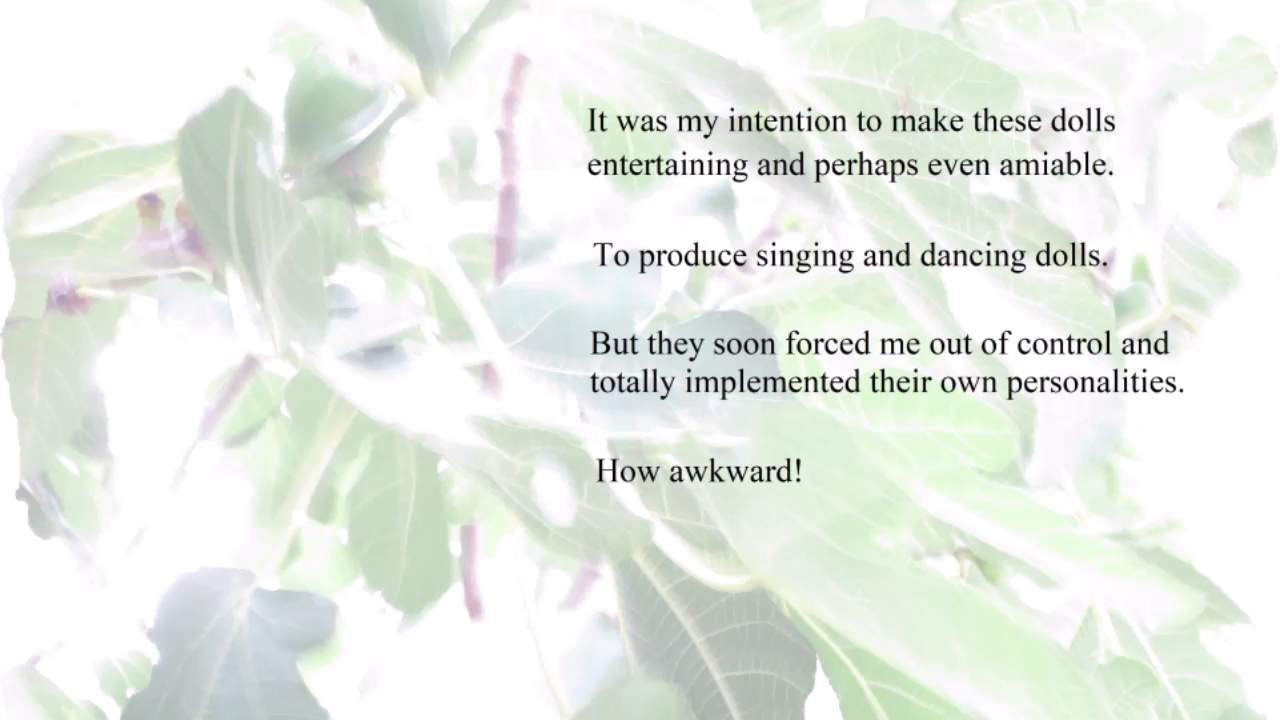 It was my intention to make these dolls
entertaining and perhaps even amiable.
To produce singing and dancing dolls.
But they soon forced me out of control and
totally implemented their own personalities.
How awkward!